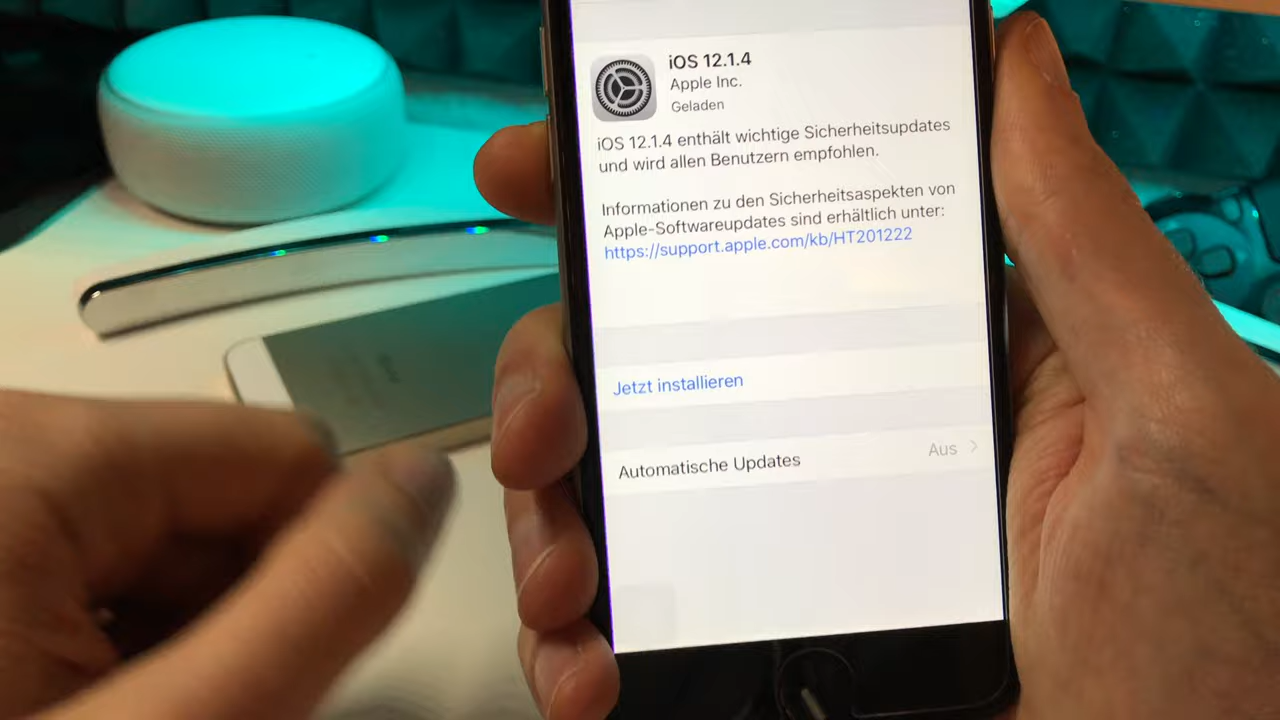 iOS 12.1.4
Apple Inc.
Geladen
iOS 12.1.4 enthält wichtige Sicherheitsupdates
und wird allen Benutzern empfohlen.
Informationen zu den Sicherheitsaspekten von
Apple-Softwareupdates sind erhältlich unter:
https://support.apple.com/kb/HT201222
Jetzt installieren
Automatische Updates Aus